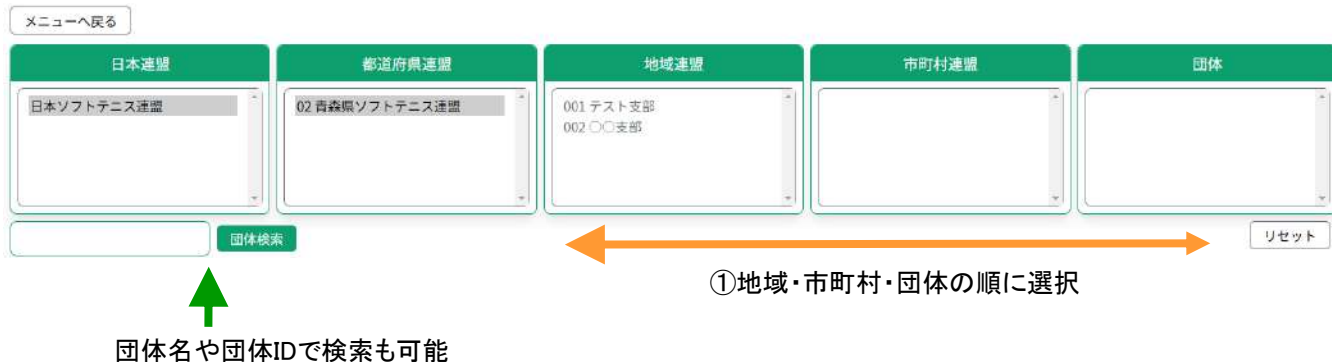 メニューへ戻る
日本連盟
都道府県連盟
地域連盟
市町村連盟
団体
日本ソフトテニス連盟
02 青森県ソフトテニス連盟
001 テスト支部
002 〇〇支部
団体検索
リセット
①地域・市町村・団体の順に選択
団体名や団体IDで検索も可能